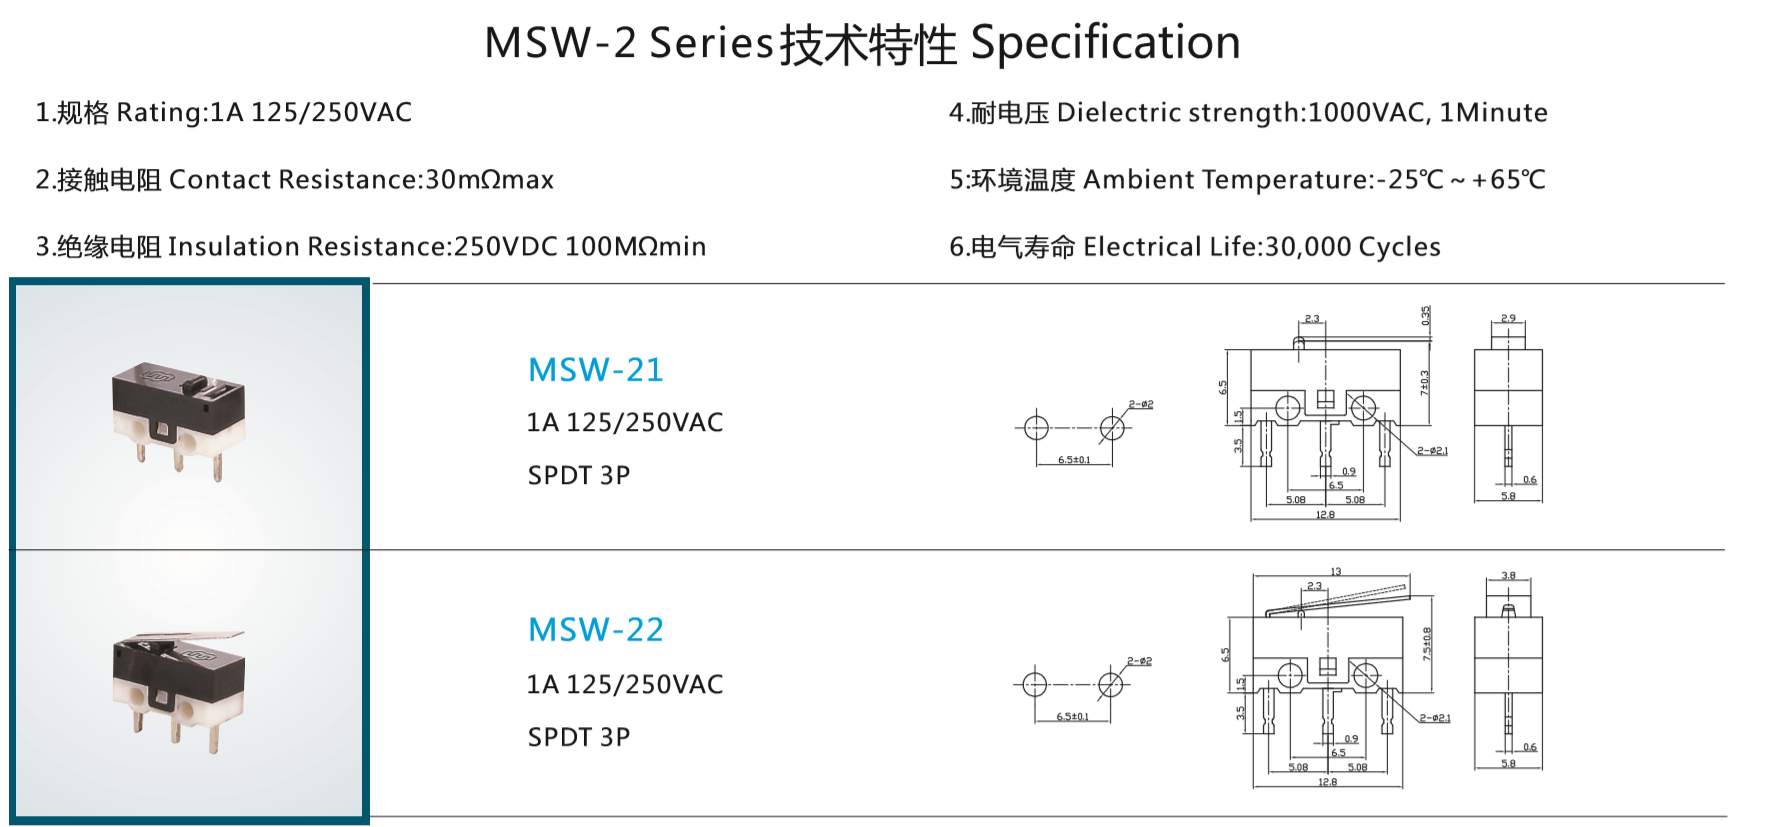 MSW-2 Series技术特性 Specification
1.规格 Rating:1A 125/250VAC
2.接触电阻 Contact Resistance:30mΩmax
3.绝缘电阻 Insulation Resistance:250VDC 100MΩmin
4.耐电压 Dielectric strength:1000VAC, 1Minute
5:环境温度 Ambient Temperature:-25℃~+65℃
6.电气寿命 Electrical Life:30,000 Cycles
MSW-21
1A 125/250VAC
SPDT 3P
2-ø2
6.5±0.1
2.3
0.35
6.5
7±0.3
1.5
3.5
2-ø2.1
0.9
6.5
5.08
5.08
12.8
2.9
0.6
5.8
MSW-22
1A 125/250VAC
SPDT 3P
2-ø2
6.5±0.1
13
2.3
6.5
7.5±0.8
1.5
3.5
2-ø2.1
0.9
6.5
5.08
5.08
12.8
3.8
0.6
5.8